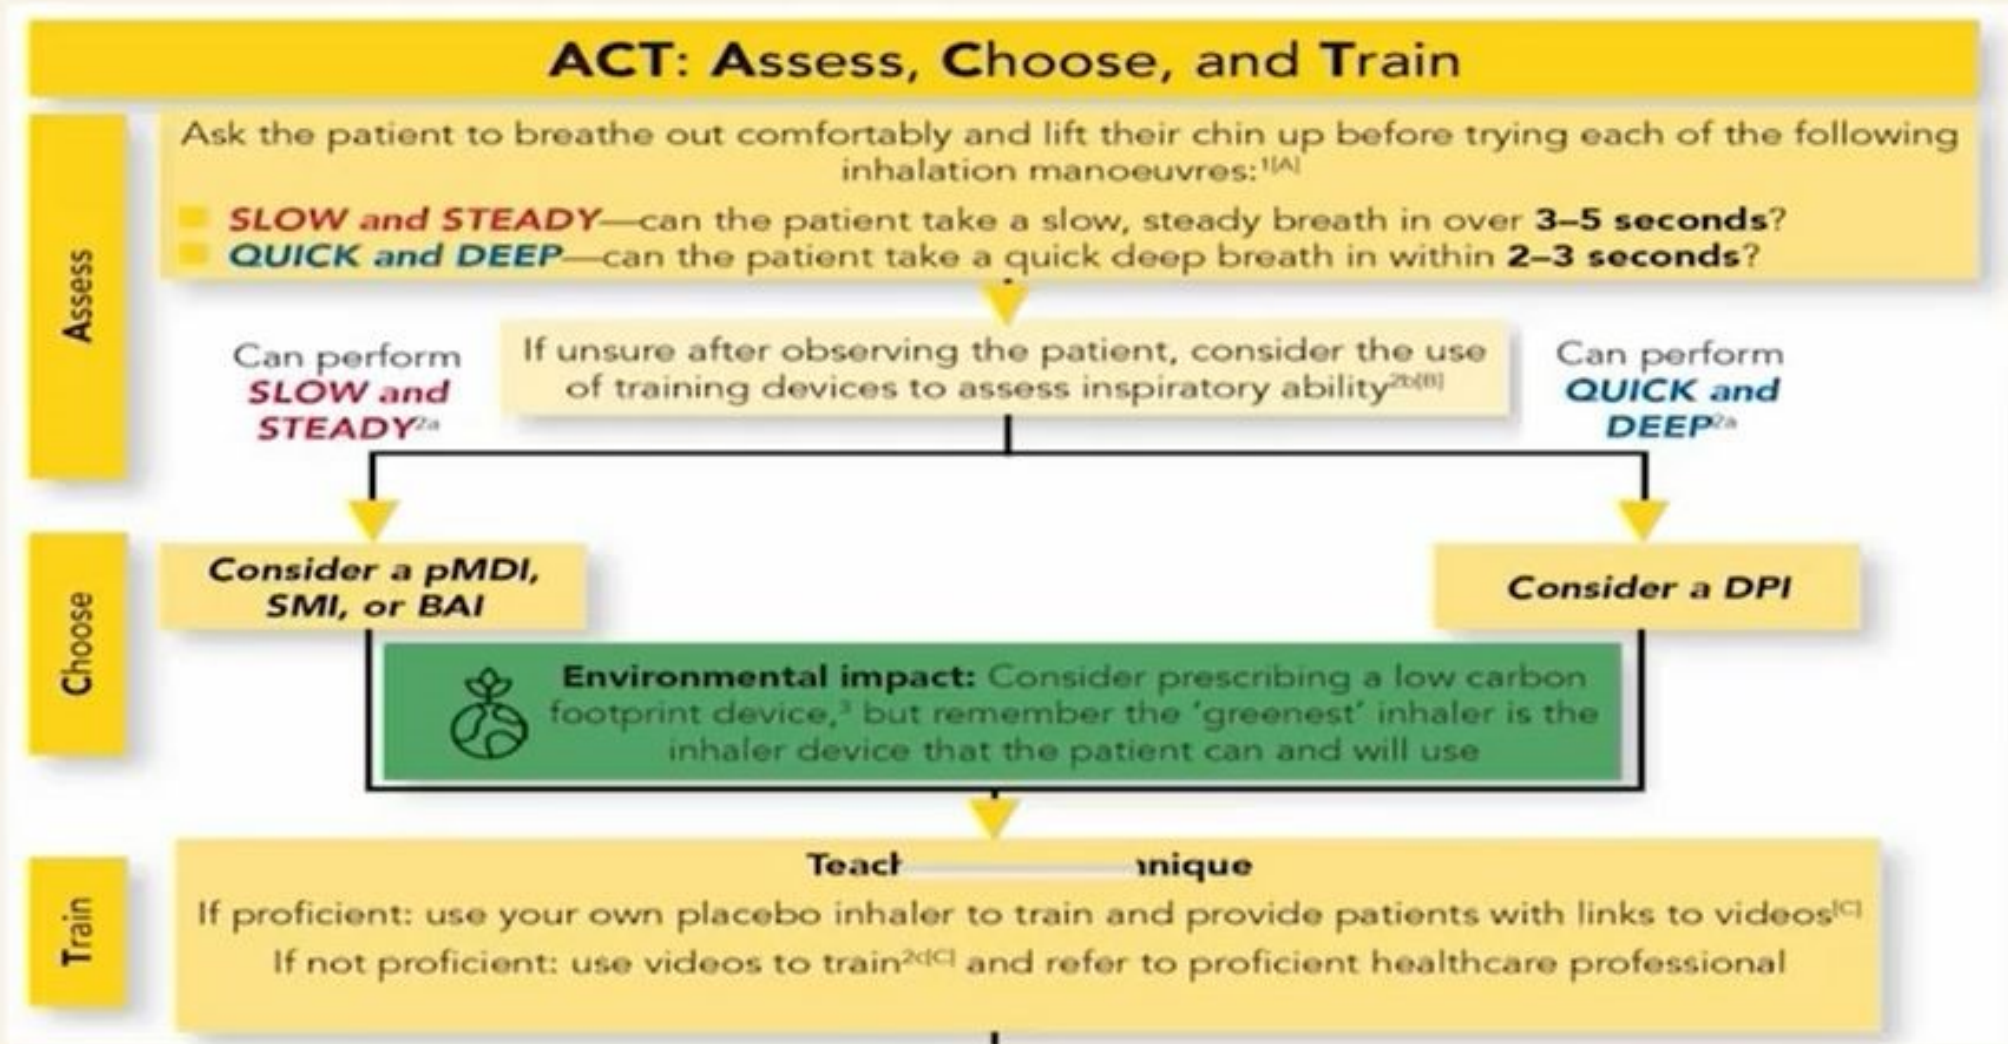 ACT: Assess, Choose, and Train
Assess
Ask the patient to breathe out comfortably and lift their chin up before trying each of the following
inhalation manoeuvres:1[A]
SLOW and STEADY—can the patient take a slow, steady breath in over 3–5 seconds?
QUICK and DEEP—can the patient take a quick deep breath in within 2–3 seconds?
Can perform
SLOW and
STEADY2a
If unsure after observing the patient, consider the use
of training devices to assess inspiratory ability2b[B]
Can perform
QUICK and
DEEP2a
Choose
Consider a pMDI,
SMI, or BAI
Consider a DPI
Environmental impact: Consider prescribing a low carbon
footprint device,3 but remember the ‘greenest’ inhaler is the
inhaler device that the patient can and will use
Train
If proficient: use your own placebo inhaler to train and provide patients with links to videos[C]
If not proficient: use videos to train2c[C] and refer to proficient healthcare professional